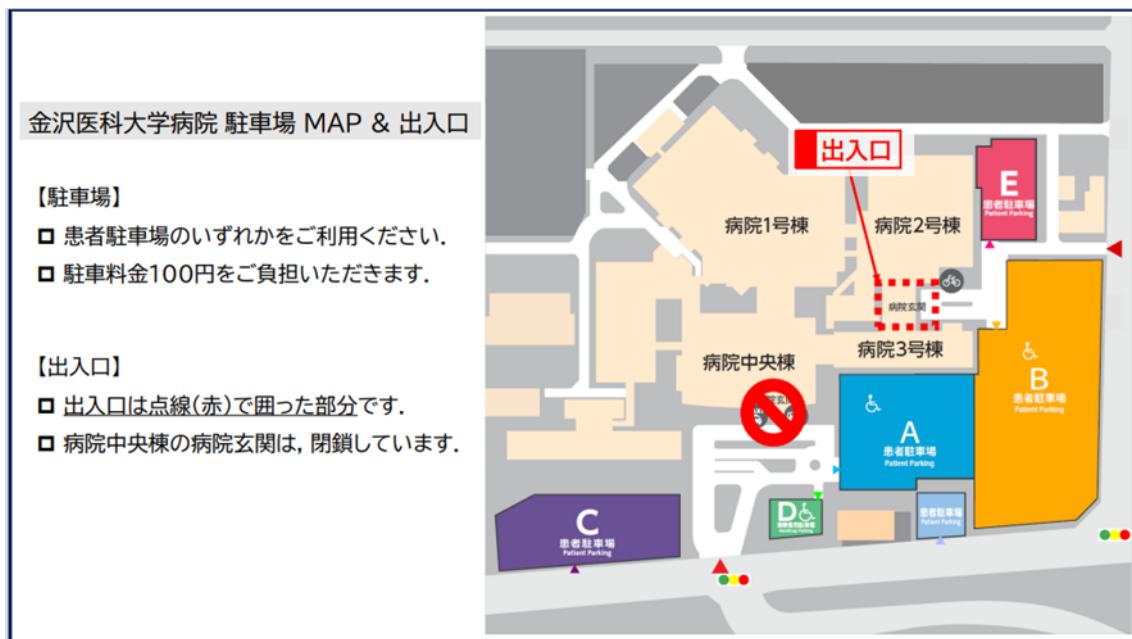 金沢医科大学病院 駐車場 MAP & 出入口
【駐車場】
患者駐車場のいずれかをご利用ください.
駐車料金100円をご負担いただきます.
【出入口】
出入口は点線(赤)で囲った部分です.
病院中央棟の病院玄関は, 閉鎖しています.
出入口
病院1号棟
病院2号棟
E
患者駐車場
Patient Parking
病院玄関
病院3号棟
病院中央棟
B
患者駐車場
Patient Parking
A
患者駐車場
Patient Parking
C
患者駐車場
Patient Parking
D
患者駐車場
Patient Parking